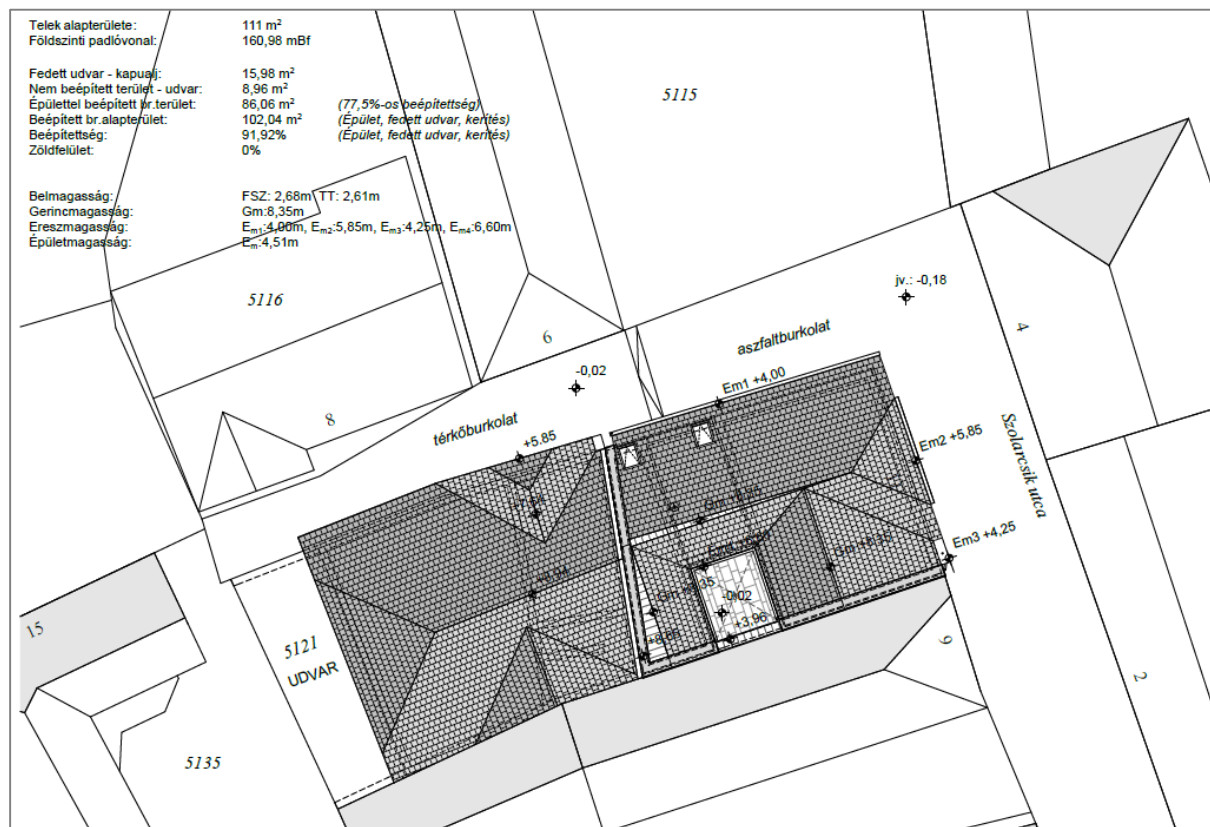 Telek alapterülete: 111 m²
Földszinti padlóvonal: 160,98 mBf
Fedett udvar - kapualj: 15,98 m²
Nem beépített terület - udvar: 8,96 m²
Épülettel beépített br.terület: 86,06 m² (77,5%-os beépítettség)
Beépített br.alapterület: 102,04 m² (Épület, fedett udvar, kerítés)
Beépítettség: 91,92% (Épület, fedett udvar, kerítés)
Zöldfelület: 0%
Belmagasság: FSZ: 2,68m TT: 2,61m
Gerincmagasság: Gm:8,35m
Ereszmagasság: Em1:4,00m, Em2:5,85m, Em3:4,25m, Em4:6,60m
Épületmagasság: Em:4,51m
5115
5116
jv.: -0,18
6
aszfaltburkolat
4
-0,02
Em1 +4,00
8
térkőburkolat
+5,85
Em2 +5,85
Szolarcsik utca
Em3 +4,25
-0,02
+3,96
15
5121
UDVAR
9
2
5135